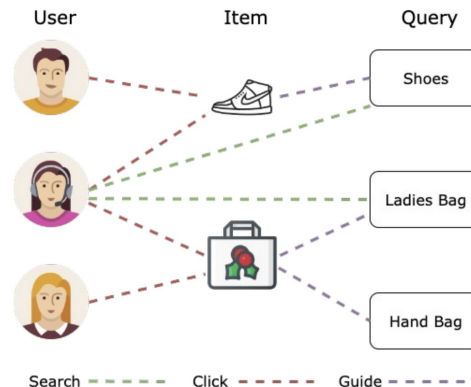 User Item Query
Shoes
Ladies Bag
Hand Bag
Search Click Guide